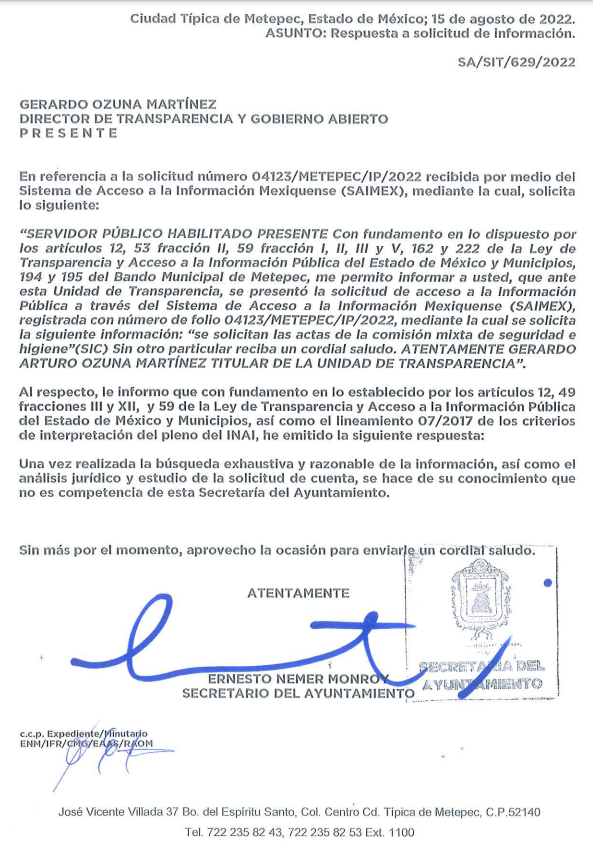 Ciudad Típica de Metepec, Estado de México; 15 de agosto de 2022.
ASUNTO: Respuesta a solicitud de información.
SA/SIT/629/2022
GERARDO OZUNA MARTÍNEZ
DIRECTOR DE TRANSPARENCIA Y GOBIERNO ABIERTO
P R E S E N T E
En referencia a la solicitud número 04123/METEPEC/IP/2022 recibida por medio del
Sistema de Acceso a la Información Mexiquense (SAIMEX), mediante la cual, solicita
lo siguiente:
“SERVIDOR PÚBLICO HABILITADO PRESENTE Con fundamento en lo dispuesto por
los artículos 12, 53 fracción II, 59 fracción I, II, III y V, 162 y 222 de la Ley de
Transparencia y Acceso a la Información Pública del Estado de México y Municipios,
194 y 195 del Bando Municipal de Metepec, me permito informar a usted, que ante
esta Unidad de Transparencia, se presentó la solicitud de acceso a la Información
Pública a través del Sistema de Acceso a la Información Mexiquense (SAIMEX),
registrada con número de folio 04123/METEPEC/IP/2022, mediante la cual se solicita
la siguiente información: “se solicitan las actas de la comisión mixta de seguridad e
higiene”(SIC) Sin otro particular reciba un cordial saludo. ATENTAMENTE GERARDO
ARTURO OZUNA MARTÍNEZ TITULAR DE LA UNIDAD DE TRANSPARENCIA”.
Al respecto, le informo que con fundamento en lo establecido por los artículos 12, 49
fracciones III y XII,  y 59 de la Ley de Transparencia y Acceso a la Información Pública
del Estado de México y Municipios, así como el lineamiento 07/2017 de los criterios
de interpretación del pleno del INAI, he emitido la siguiente respuesta:
Una vez realizada la búsqueda exhaustiva y razonable de la información, así como el
análisis jurídico y estudio de la solicitud de cuenta, se hace de su conocimiento que
no es competencia de esta Secretaría del Ayuntamiento.
Sin más por el momento, aprovecho la ocasión para enviarle un cordial saludo.
ATENTAMENTE
SECRETARIA DEL
AYUNTAMIENTO
ERNESTO NEMER MONROY
SECRETARIO DEL AYUNTAMIENTO
c.c.p. Expediente/Minutario
ENM/IFR/CMG/EAAS/RAOM
José Vicente Villada 37 Bo. del Espíritu Santo, Col. Centro Cd. Típica de Metepec, C.P.52140
Tel. 722 235 82 43, 722 235 82 53 Ext. 1100